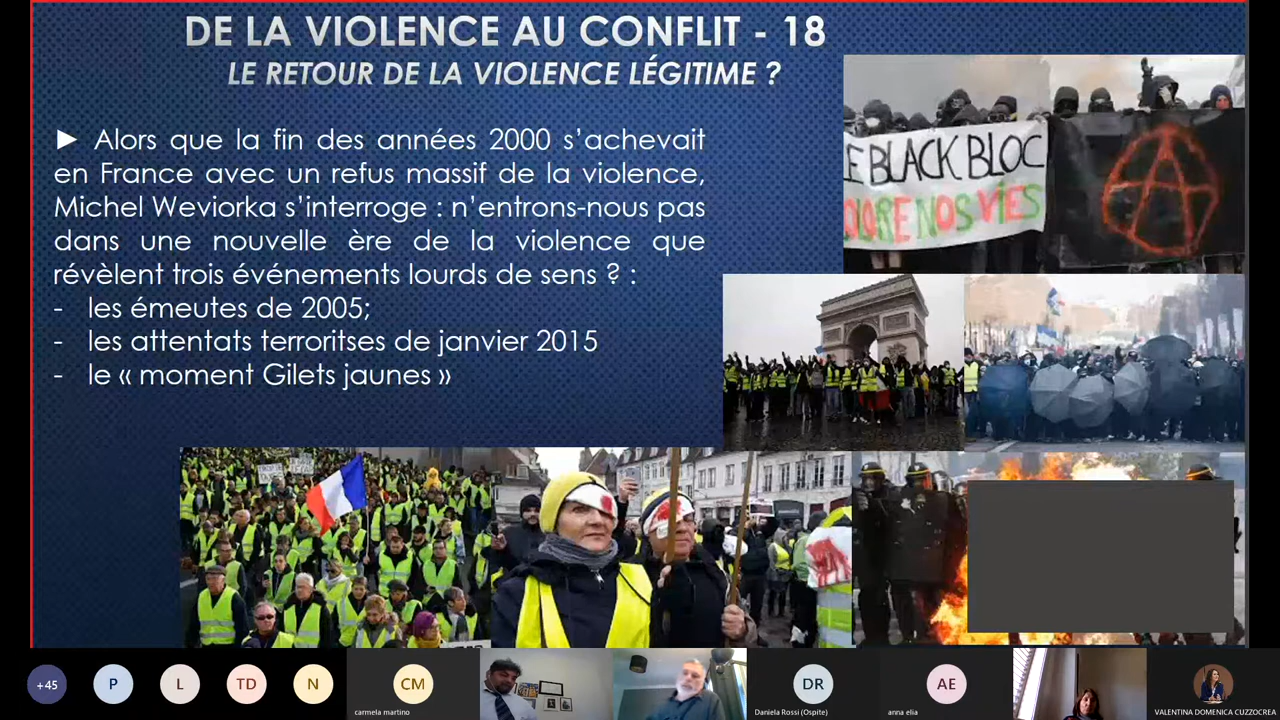 DE LA VIOLENCE AU CONFLIT - 18
LE RETOUR DE LA VIOLENCE LÉGITIME ?
► Alors que la fin des années 2000 s’achevait
en France avec un refus massif de la violence,
Michel Weviorka s’interroge : n’entrons-nous pas
dans une nouvelle ère de la violence que
révèlent trois événements lourds de sens ? :
- les émeutes de 2005;
- les attentats terroritses de janvier 2015
- le « moment Gilets jaunes »
E BLACK BLOC
NOS VIES
+45
P
L
TD
N
CM
carmela martino
DR
Daniela Rossi (Ospite)
AE
anna elia
VALENTINA DOMENICA CUZZOCREA